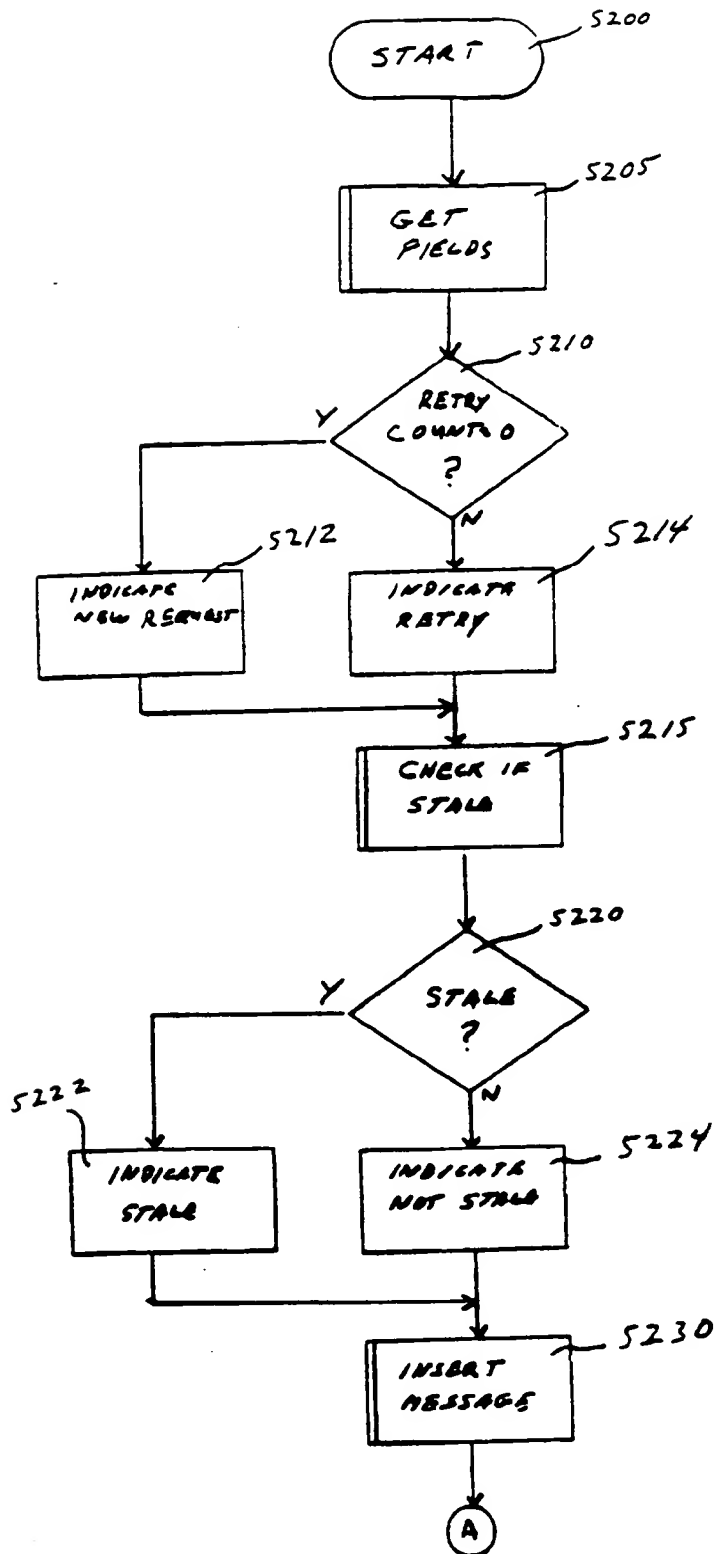 5200
START
5205
GET
FIELDS
5210
RETRY
COUNT=0
?
Y
N
5212
INDICATE
NEW REQUEST
5214
INDICATE
RETRY
5215
CHECK IF
STALE
5220
STALE
?
Y
N
5222
INDICATE
STALE
5224
INDICATE
NOT STALE
5230
INSERT
MESSAGE
A